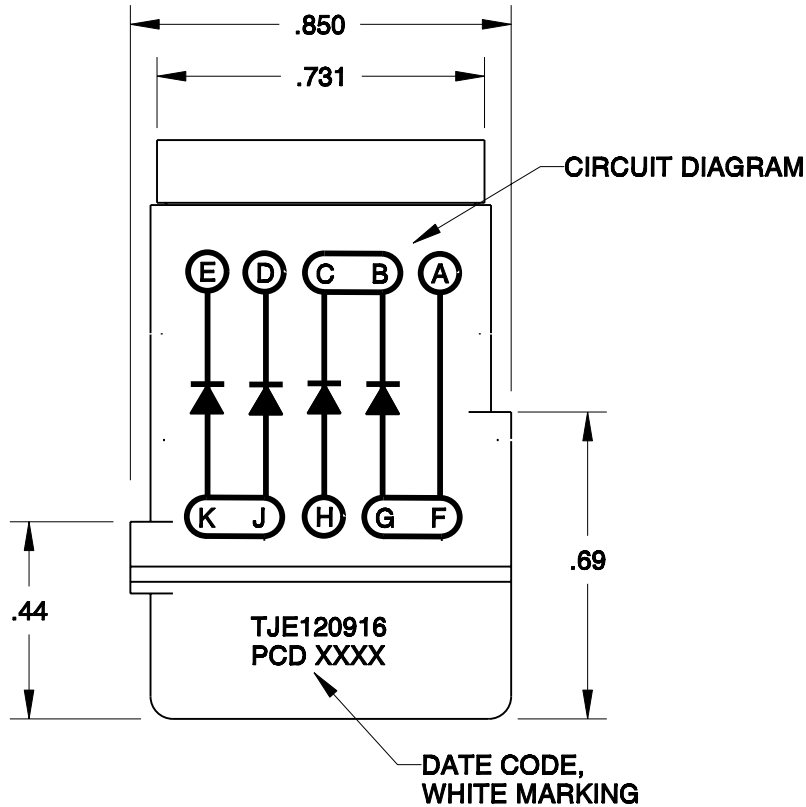 .850
.731
CIRCUIT DIAGRAM
E D C B A
K J H G F
.69
.44
TJE120916
PCD XXXX
DATE CODE,
WHITE MARKING